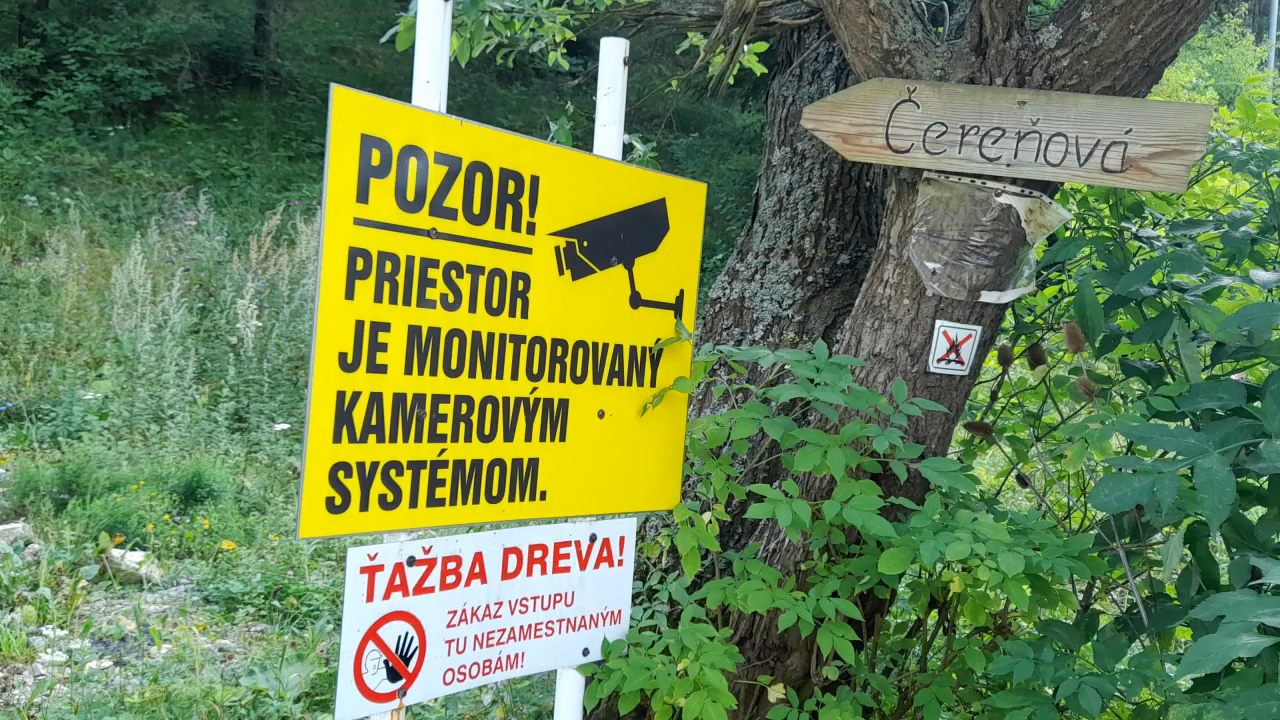 POZOR!
PRIESTOR
JE MONITOROVANÝ
KAMEROVÝM
SYSTÉMOM.
ŤAŽBA DREVA!
ZÁKAZ VSTUPU
TU NEZAMESTNANÝM
OSOBÁM!
Čereňová